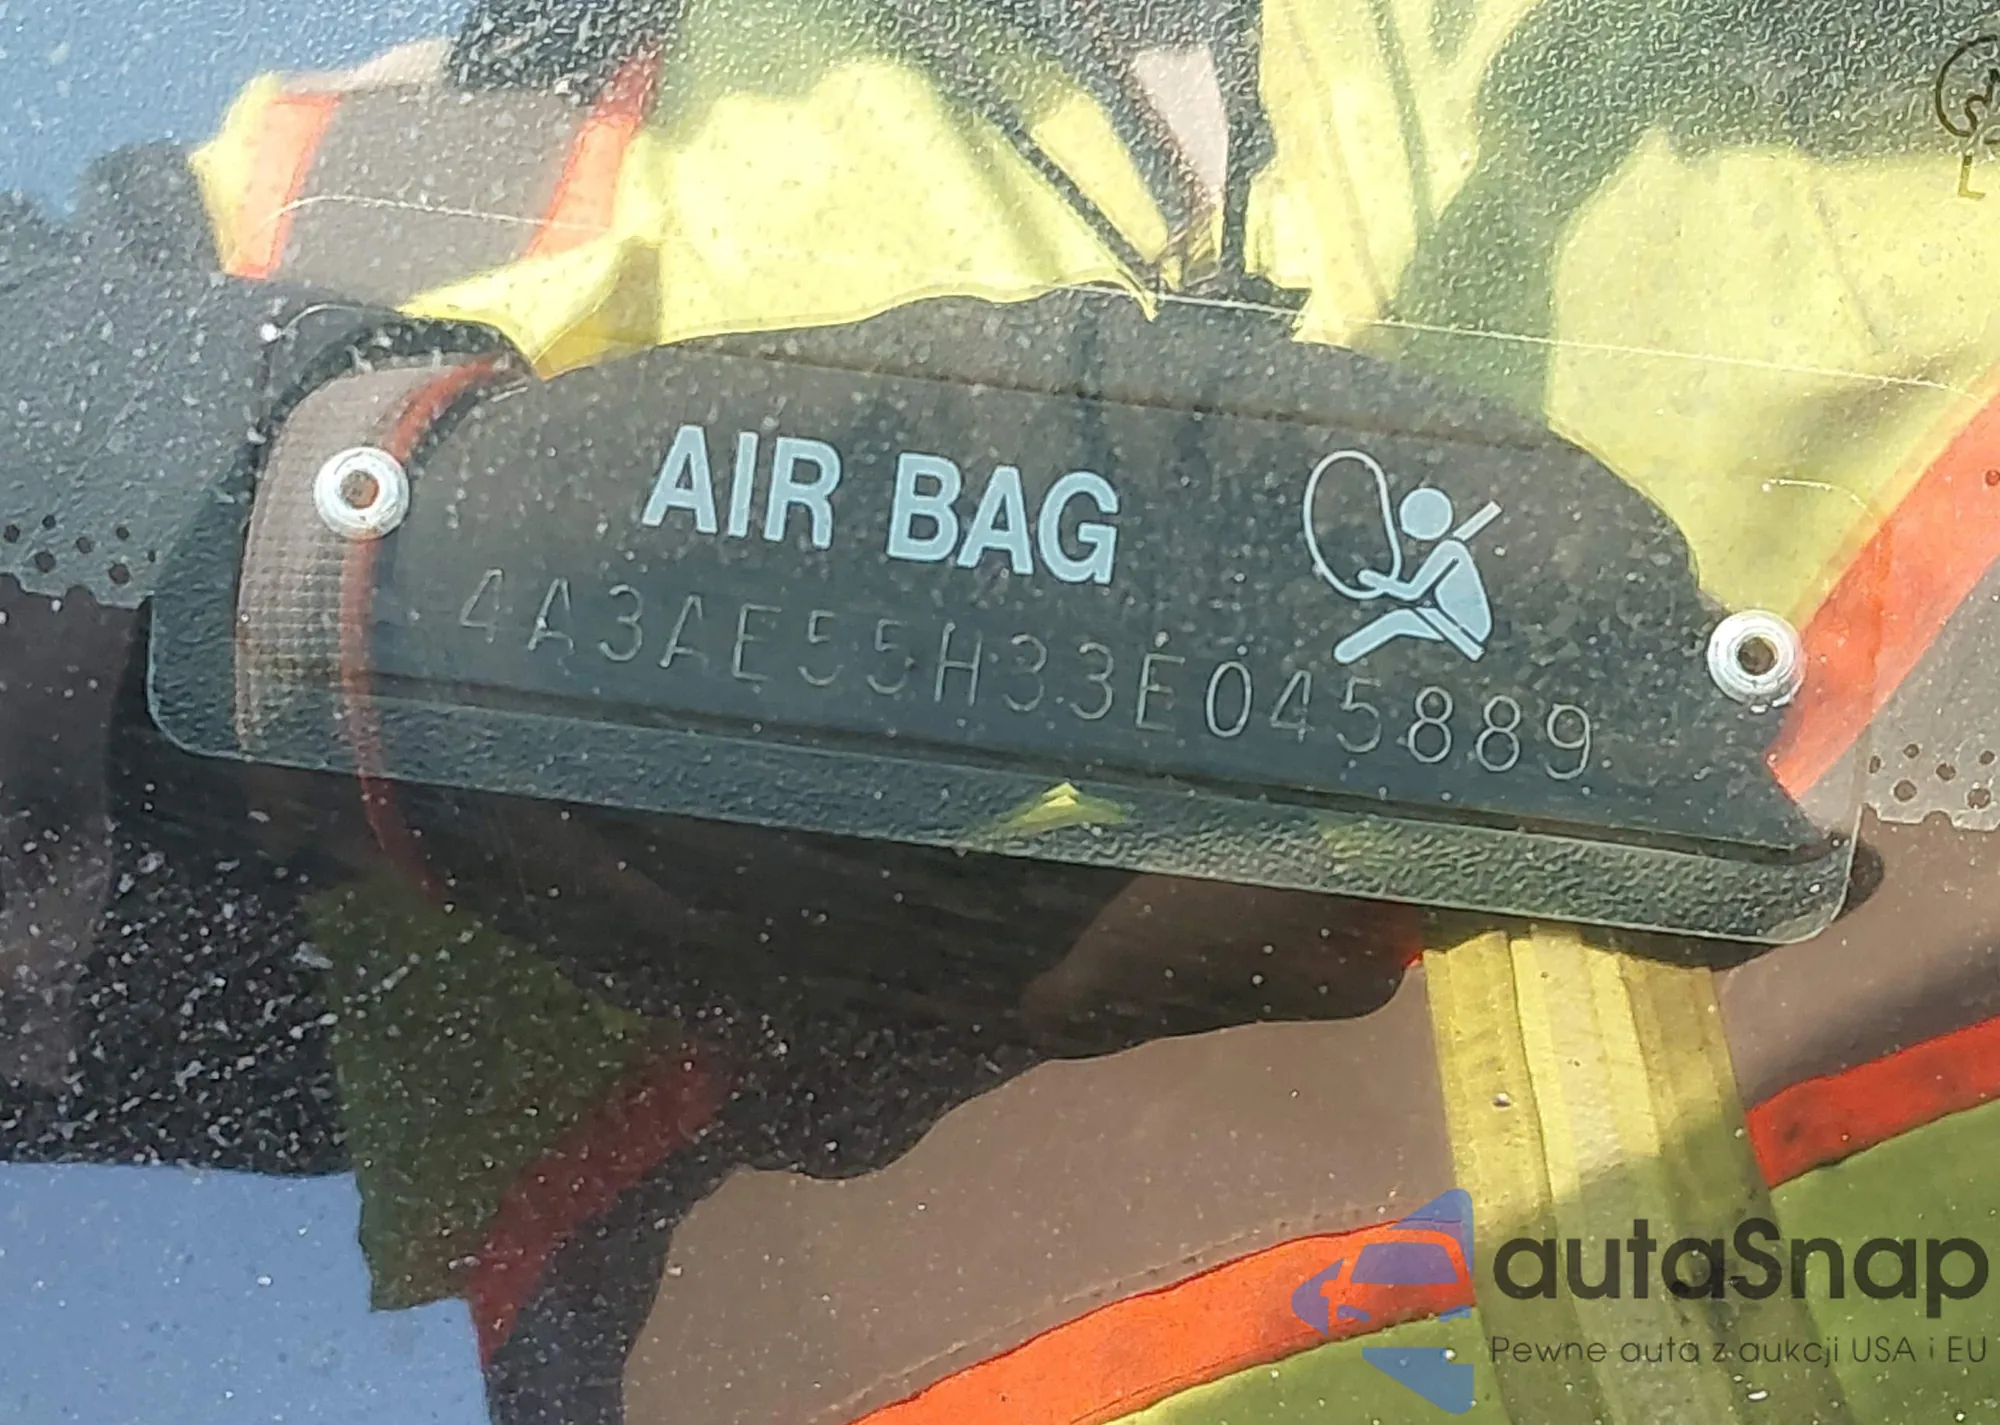 AIR BAG
4A3AE55H33E045889
autaSnap
Pewne auta z aukcji USA i EU